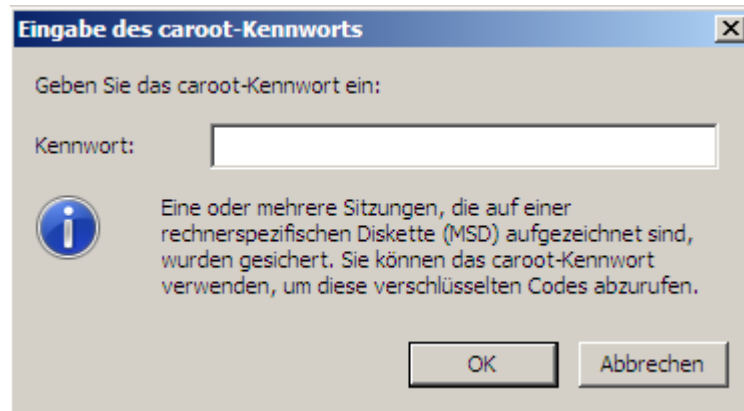 Eingabe des caroot-Kennworts
Geben Sie das caroot-Kennwort ein:
Kennwort:
Eine oder mehrere Sitzungen, die auf einer
rechnerspezifischen Diskette (MSD) aufgezeichnet sind,
wurden gesichert. Sie können das caroot-Kennwort
verwenden, um diese verschlüsselten Codes abzurufen.
OK
Abbrechen